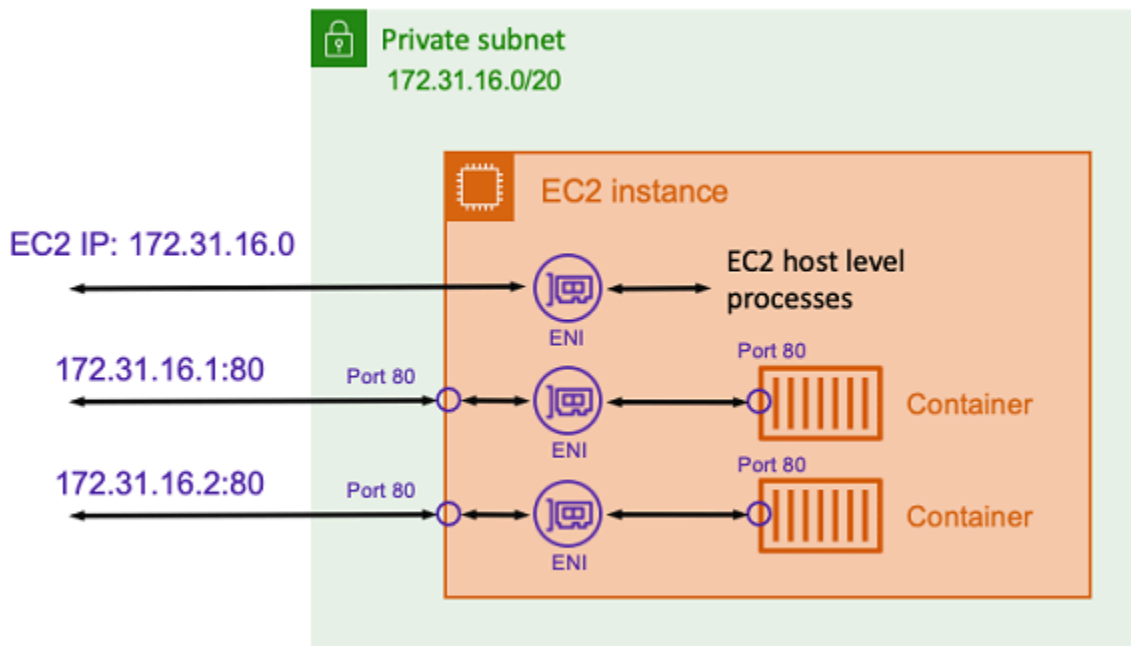 Private subnet
172.31.16.0/20
EC2 instance
EC2 IP: 172.31.16.0
EC2 host level
processes
ENI
172.31.16.1:80
Port 80
Port 80
Container
ENI
172.31.16.2:80
Port 80
Port 80
Container
ENI